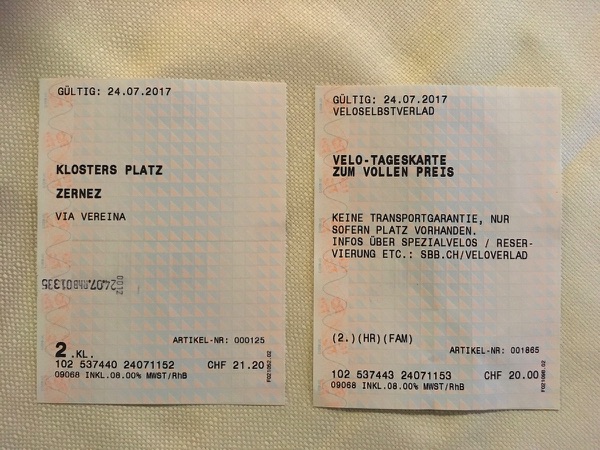 GÜLTIG: 24.07.2017
KLOSTERS PLATZ
ZERNEZ
VIA VEREINA
0012
24.07.RhB01335
ARTIKEL-NR: 000125
2.KL.
102 537440 24071152 CHF 21.20
09068 INKL.08.00% MWST/RhB
GÜLTIG: 24.07.2017
VELOSELBSTVERLAD
VELO-TAGESKARTE
ZUM VOLLEN PREIS
KEINE TRANSPORTGARANTIE, NUR
SOFERN PLATZ VORHANDEN.
INFOS ÜBER SPEZIALVELOS / RESER-
VIERUNG ETC.: SBB.CH/VELOVERLAD
(2.)(HR)(FAM)
ARTIKEL-NR: 001865
102 537443 24071153 CHF 20.00
09068 INKL.08.00% MWST/RhB